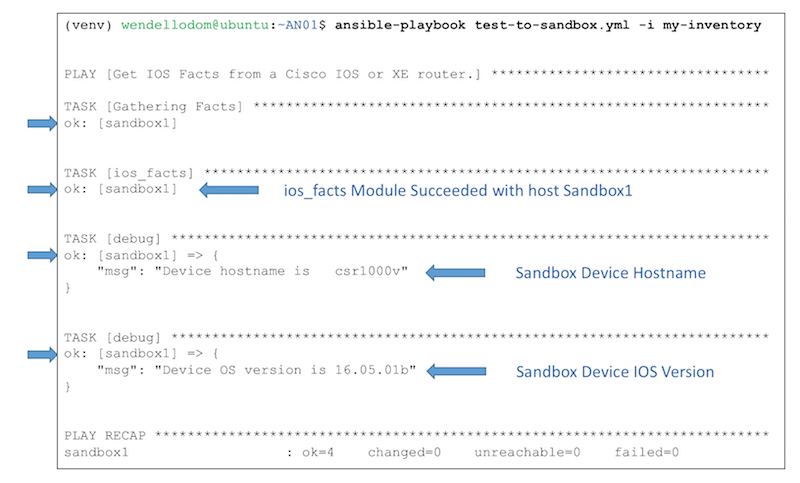 (venv) wendellodom@ubuntu:~AN01$ ansible-playbook test-to-sandbox.yml -i my-inventory
PLAY [Get IOS Facts from a Cisco IOS or XE router.] **********************************
TASK [Gathering Facts] ***************************************************************
ok: [sandbox1]
TASK [ios_facts] *********************************************************************
ok: [sandbox1] ios_facts Module Succeeded with host Sandbox1
TASK [debug] *************************************************************************
ok: [sandbox1] => {
"msg": "Device hostname is   csr1000v" Sandbox Device Hostname
}
TASK [debug] *************************************************************************
ok: [sandbox1] => {
"msg": "Device OS version is 16.05.01b" Sandbox Device IOS Version
}
PLAY RECAP ***************************************************************************
sandbox1                   : ok=4    changed=0    unreachable=0    failed=0